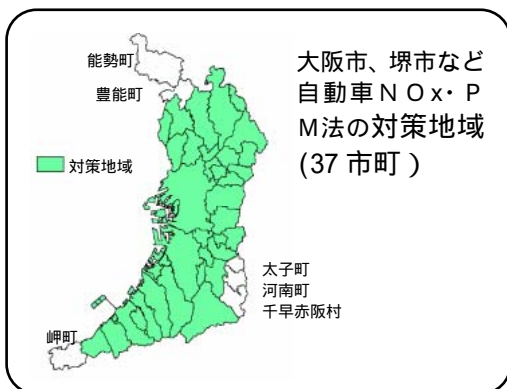 能勢町
豊能町
対策地域
太子町
河南町
千早赤阪村
岬町
大阪市、堺市など
自動車ＮＯx・Ｐ
Ｍ法の対策地域
(37 市町）